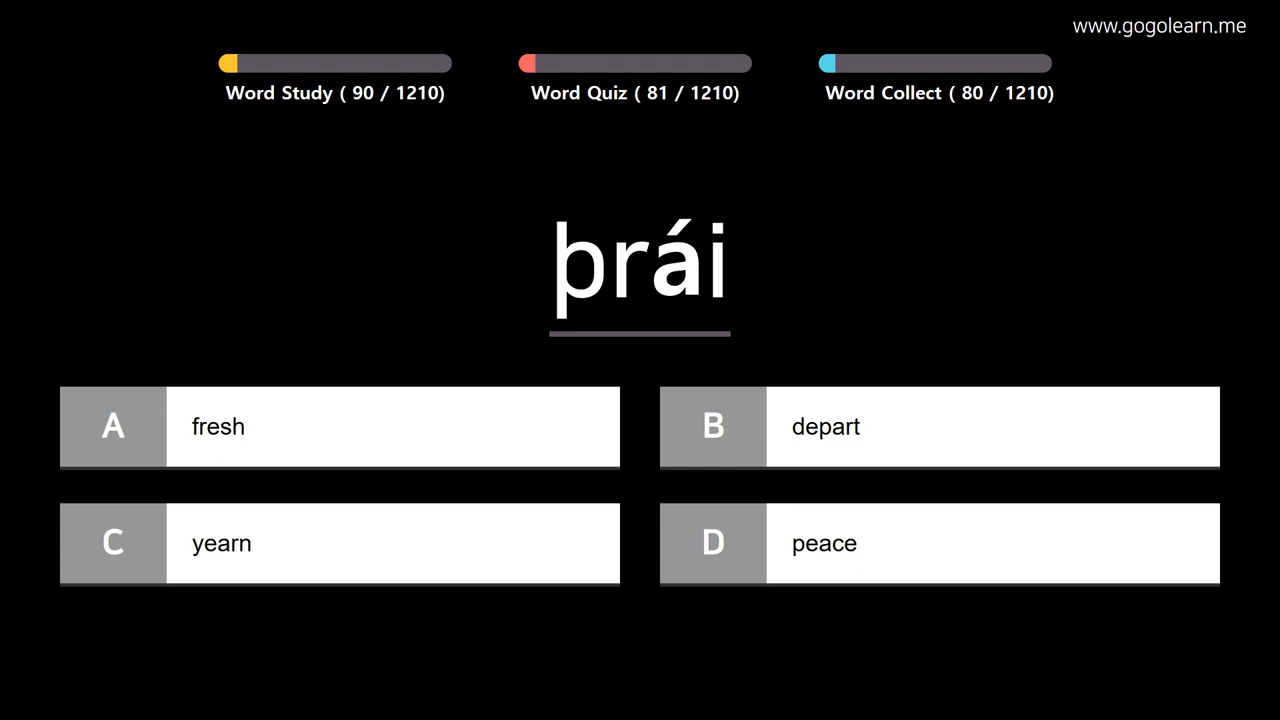 www.gogolearn.me
Word Study ( 90 / 1210)
Word Quiz ( 81 / 1210)
Word Collect ( 80 / 1210)
þrái
A fresh
B depart
C yearn
D peace